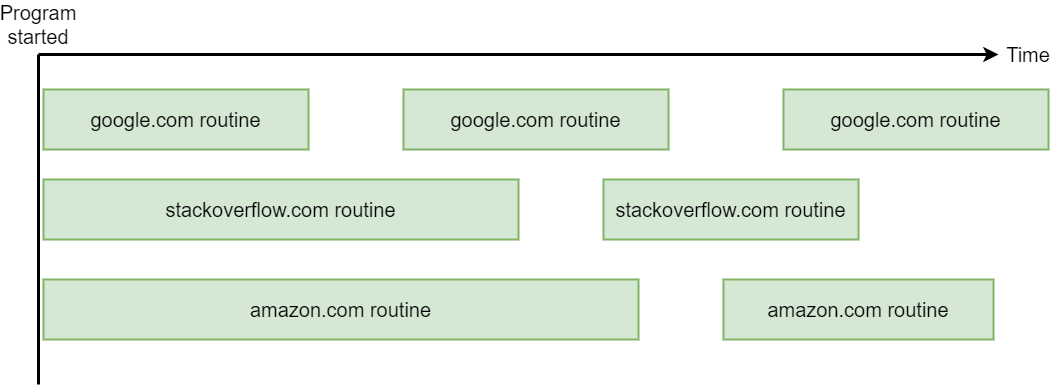 Program
started
Time
google.com routine
google.com routine
google.com routine
stackoverflow.com routine
stackoverflow.com routine
amazon.com routine
amazon.com routine